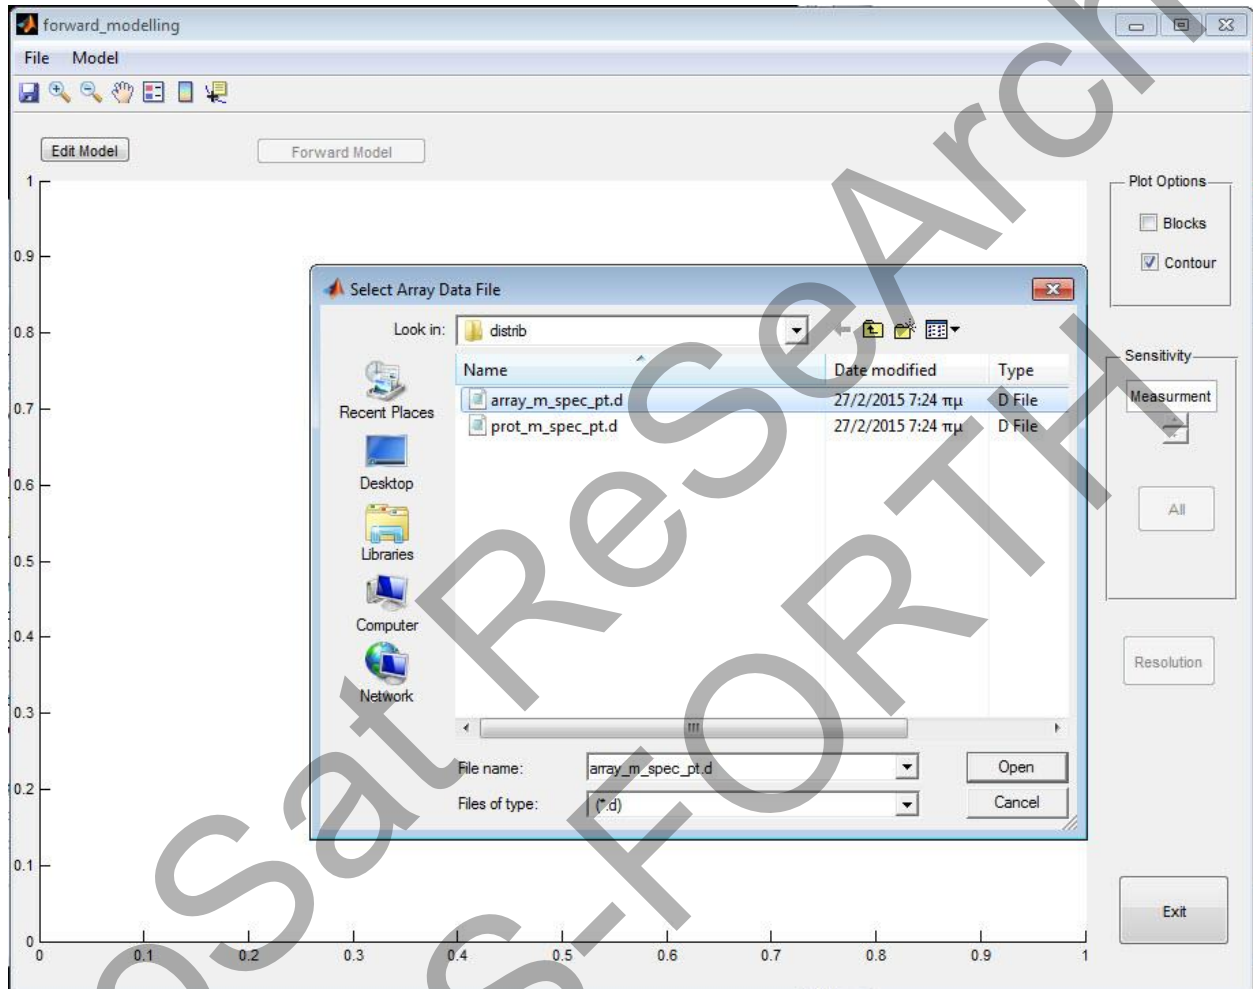 forward_modelling
File Model
Edit Model Forward Model
1
0.9
0.8
0.7
0.6
0.5
0.4
0.3
0.2
0.1
0
0 0.1 0.2 0.3 0.4 0.5 0.6 0.7 0.8 0.9 1
Plot Options
Blocks
Contour
Sensitivity
Measurment
All
Resolution
Exit
Select Array Data File
Look in: distrib
Name Date modified Type
array_m_spec_pt.d 27/2/2015 7:24 πμ D File
prot_m_spec_pt.d 27/2/2015 7:24 πμ D File
Recent Places
Desktop
Libraries
Computer
Network
File name: array_m_spec_pt.d Open
Files of type: (*.d) Cancel
Sat ReSeArch
S-FORTH